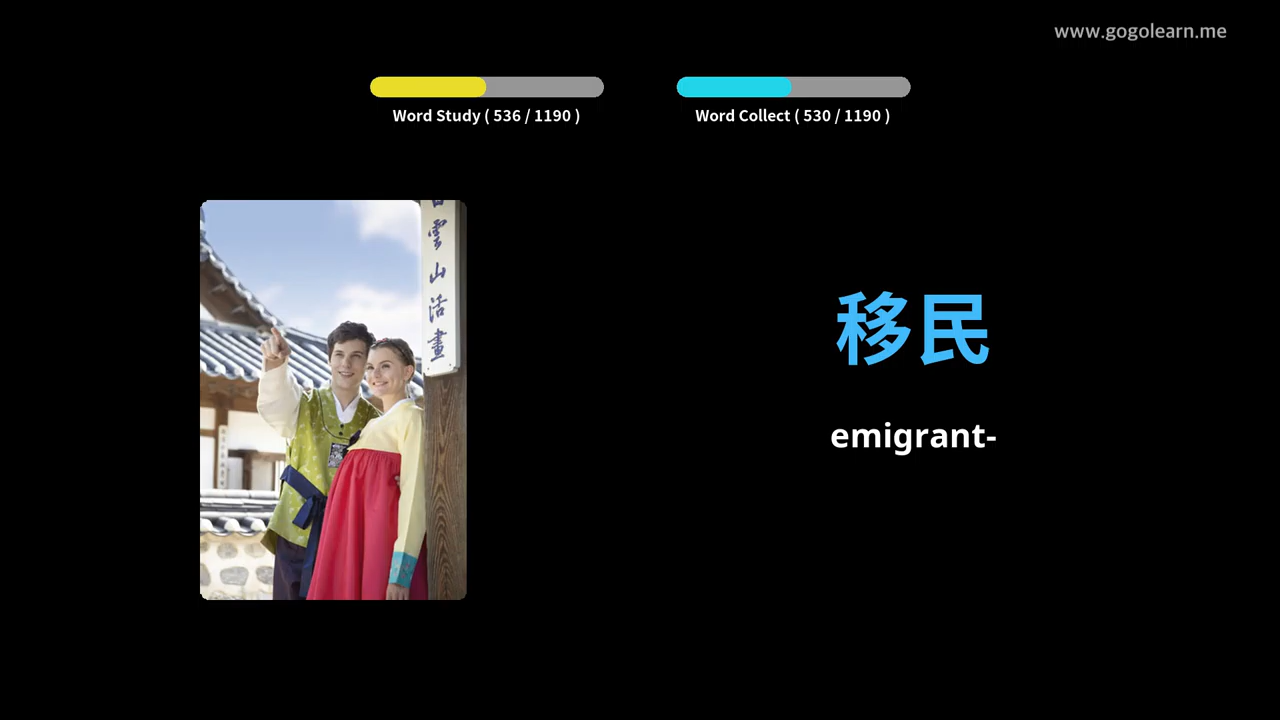 www.gogolearn.me
Word Study ( 536 / 1190 )
Word Collect ( 530 / 1190 )
雲山活畫
移民
emigrant-